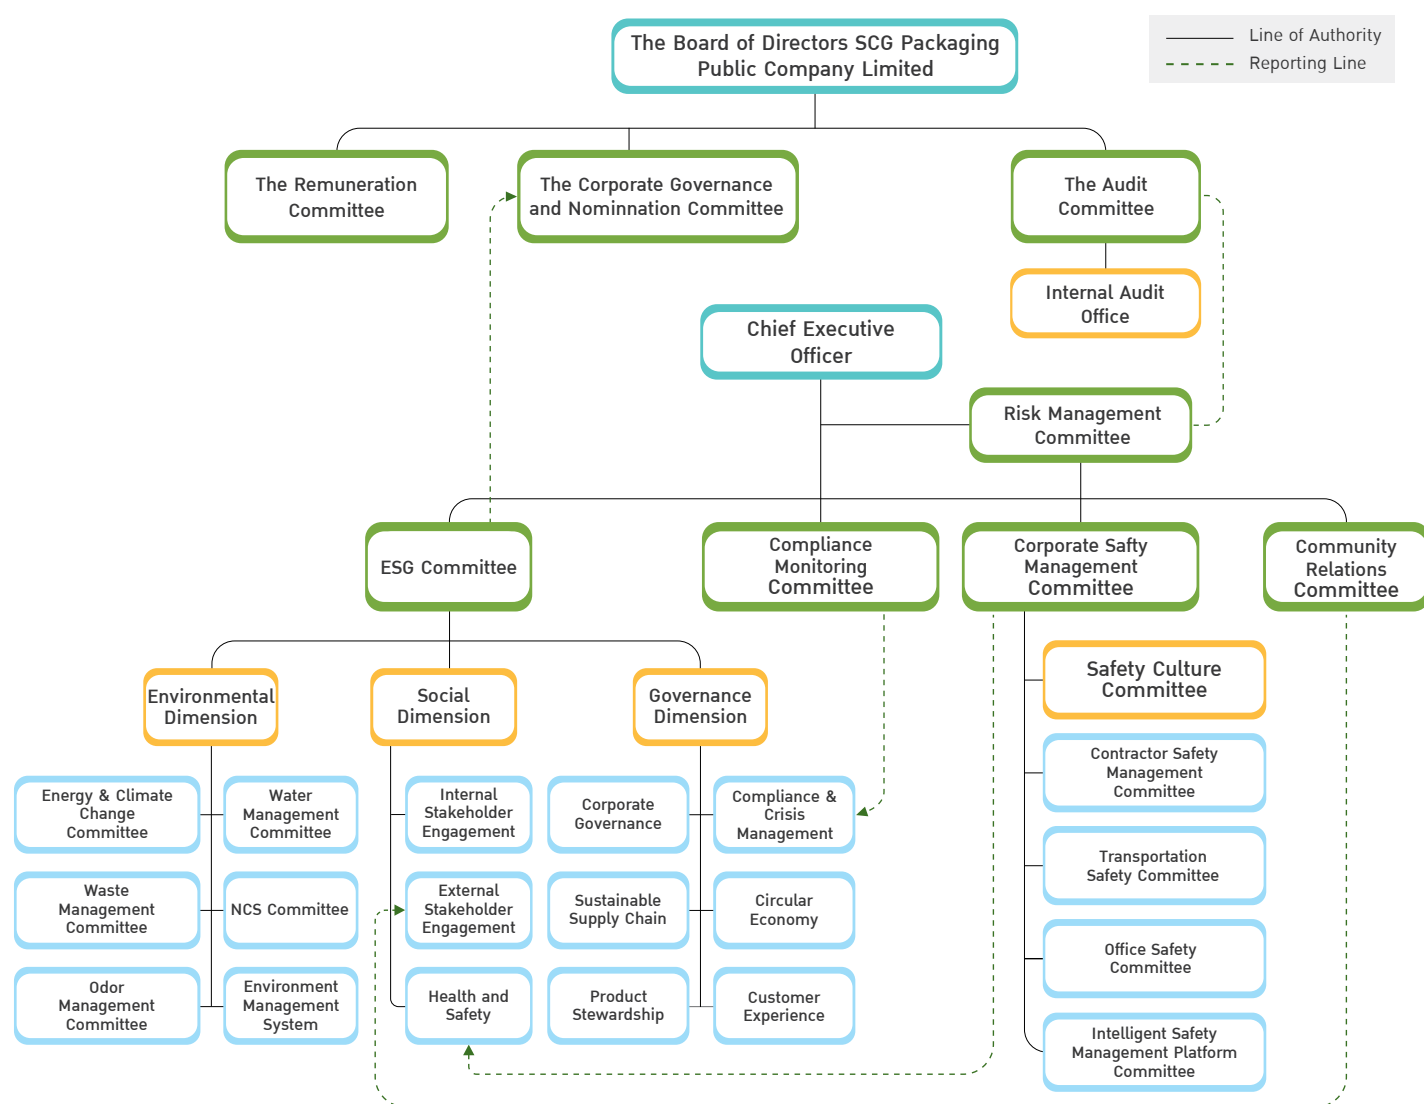 The Board of Directors SCG Packaging
Public Company Limited
Line of Authority
Reporting Line
The Remuneration
Committee
The Corporate Governance
and Nominnation Committee
The Audit
Committee
Internal Audit
Office
Chief Executive
Officer
Risk Management
Committee
ESG Committee
Compliance
Monitoring
Committee
Corporate Safty
Management
Committee
Community
Relations
Committee
Environmental
Dimension
Social
Dimension
Governance
Dimension
Safety Culture
Committee
Energy & Climate
Change
Committee
Water
Management
Committee
Internal
Stakeholder
Engagement
Corporate
Governance
Compliance &
Crisis
Management
Contractor Safety
Management
Committee
Waste
Management
Committee
NCS Committee
External
Stakeholder
Engagement
Sustainable
Supply Chain
Circular
Economy
Transportation
Safety Committee
Office Safety
Committee
Odor
Management
Committee
Environment
Management
System
Health and
Safety
Product
Stewardship
Customer
Experience
Intelligent Safety
Management Platform
Committee